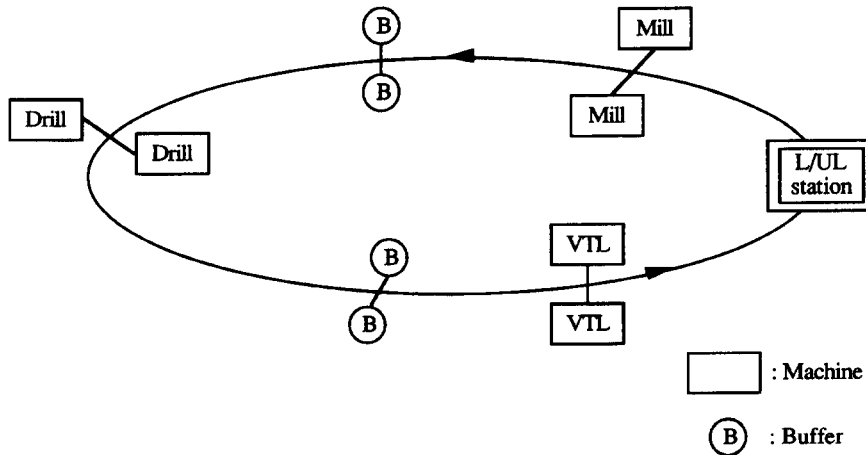 B
Mill
B
Mill
Drill
Drill
L/UL
station
B
VTL
B
VTL
: Machine
B : Buffer